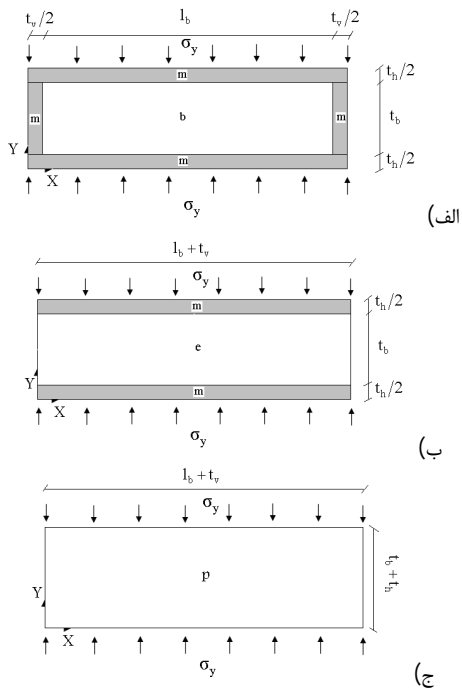 t_v/2 l_b t_v/2
σ_y
m
t_h/2
m b m
t_b
Y
m
t_h/2
X
σ_y
الف)
l_b + t_v
σ_y
m
t_h/2
e
t_b
Y
m
t_h/2
X
σ_y
ب)
l_b + t_v
σ_y
p
t_b + t_h
Y
X
σ_y
ج)